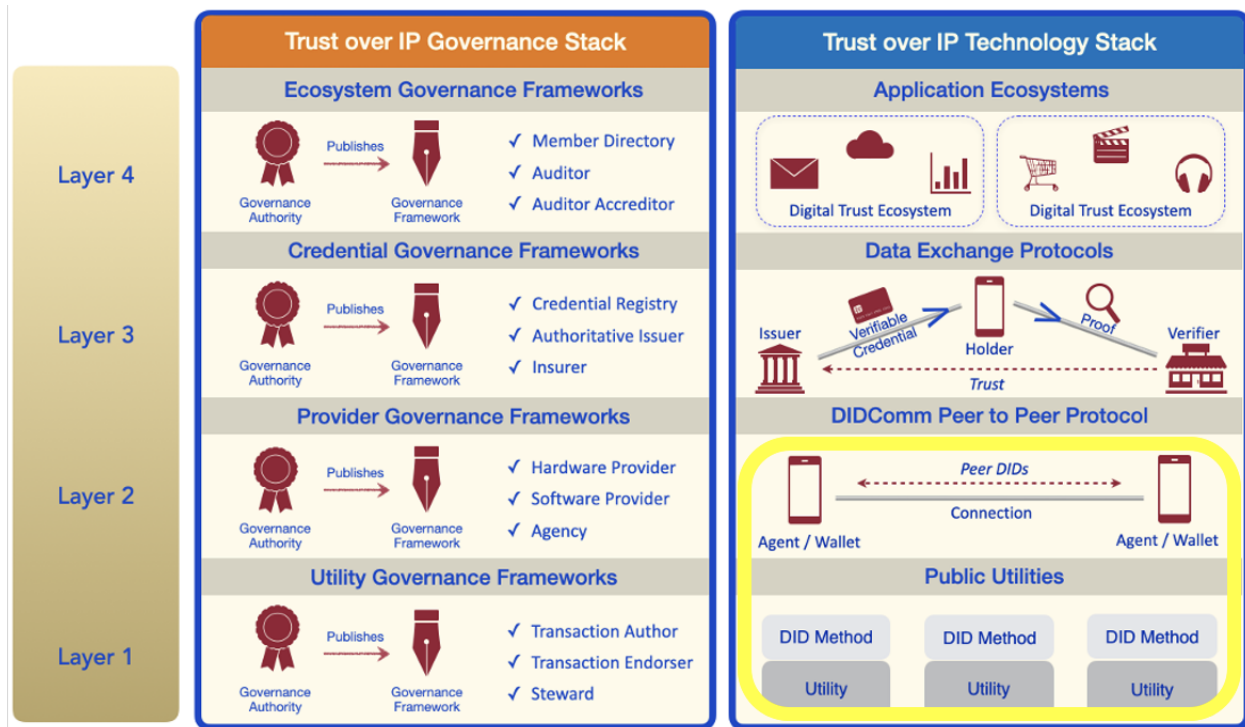 Trust over IP Governance Stack
Trust over IP Technology Stack
Layer 4
Ecosystem Governance Frameworks
Publishes
Governance
Authority
Governance
Framework
✓ Member Directory
✓ Auditor
✓ Auditor Accreditor
Application Ecosystems
Digital Trust Ecosystem
Digital Trust Ecosystem
Layer 3
Credential Governance Frameworks
Publishes
Governance
Authority
Governance
Framework
✓ Credential Registry
✓ Authoritative Issuer
✓ Insurer
Data Exchange Protocols
Issuer
Verifiable
Credential
Holder
Proof
Verifier
Trust
Layer 2
Provider Governance Frameworks
Publishes
Governance
Authority
Governance
Framework
✓ Hardware Provider
✓ Software Provider
✓ Agency
DIDComm Peer to Peer Protocol
Peer DIDs
Connection
Agent / Wallet
Agent / Wallet
Layer 1
Utility Governance Frameworks
Publishes
Governance
Authority
Governance
Framework
✓ Transaction Author
✓ Transaction Endorser
✓ Steward
Public Utilities
DID Method
DID Method
DID Method
Utility
Utility
Utility